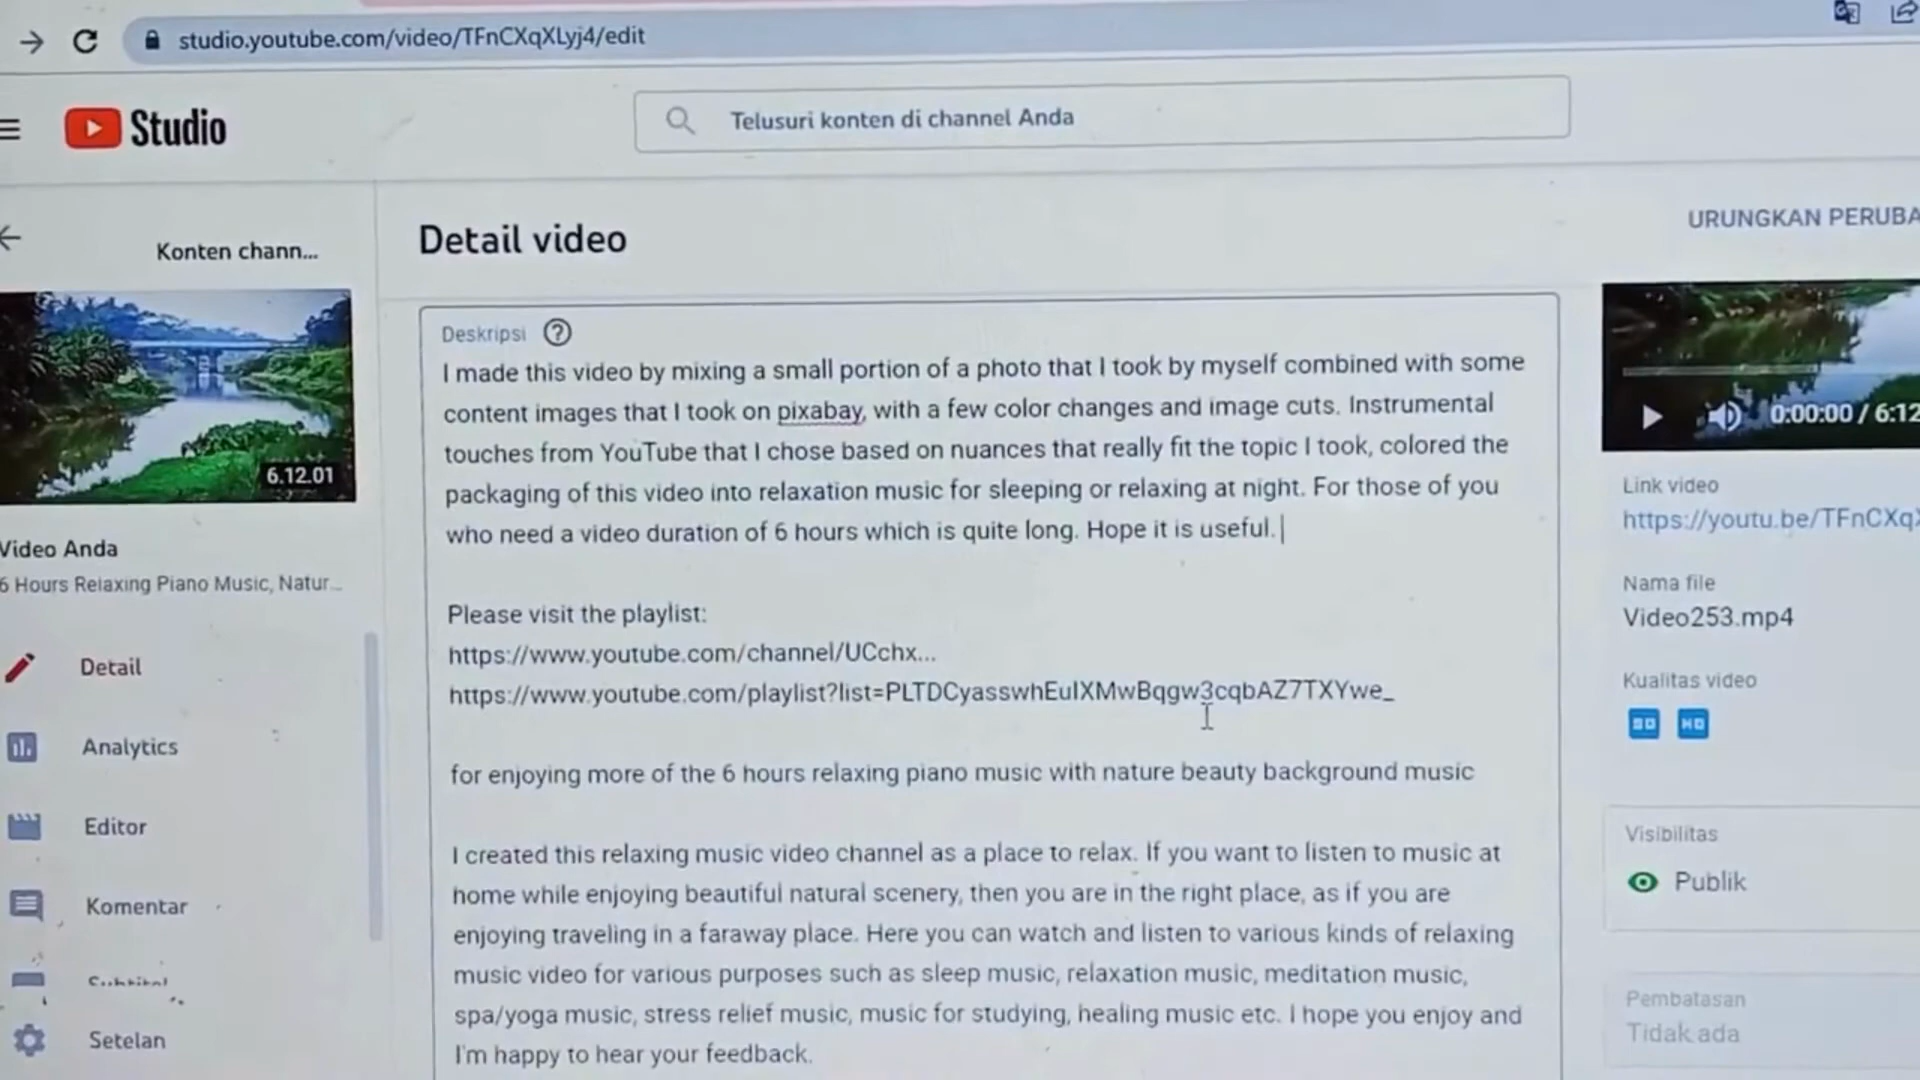 studio.youtube.com/video/TFnCXqXLyj4/edit
Studio
Telusuri konten di channel Anda
Konten chann...
Detail video
URUNGKAN PERUBA
6.12.01
Video Anda
6 Hours Relaxing Piano Music, Natur...
Detail
Analytics
Editor
Komentar
Setelan
Deskripsi
I made this video by mixing a small portion of a photo that I took by myself combined with some
content images that I took on pixabay, with a few color changes and image cuts. Instrumental
touches from YouTube that I chose based on nuances that really fit the topic I took, colored the
packaging of this video into relaxation music for sleeping or relaxing at night. For those of you
who need a video duration of 6 hours which is quite long. Hope it is useful.
Please visit the playlist:
https://www.youtube.com/channel/UCchx...
https://www.youtube.com/playlist?list=PLTDCyasswhEuIXMwBqgw3cqbAZ7TXYwe_
for enjoying more of the 6 hours relaxing piano music with nature beauty background music
I created this relaxing music video channel as a place to relax. If you want to listen to music at
home while enjoying beautiful natural scenery, then you are in the right place, as if you are
enjoying traveling in a faraway place. Here you can watch and listen to various kinds of relaxing
music video for various purposes such as sleep music, relaxation music, meditation music,
spa/yoga music, stress relief music, music for studying, healing music etc. I hope you enjoy and
I'm happy to hear your feedback.
0:00:00 / 6:12
Link video
https://youtu.be/TFnCXqX
Nama file
Video253.mp4
Kualitas video
SD HD
Visibilitas
Publik
Pembatasan
Tidak ada